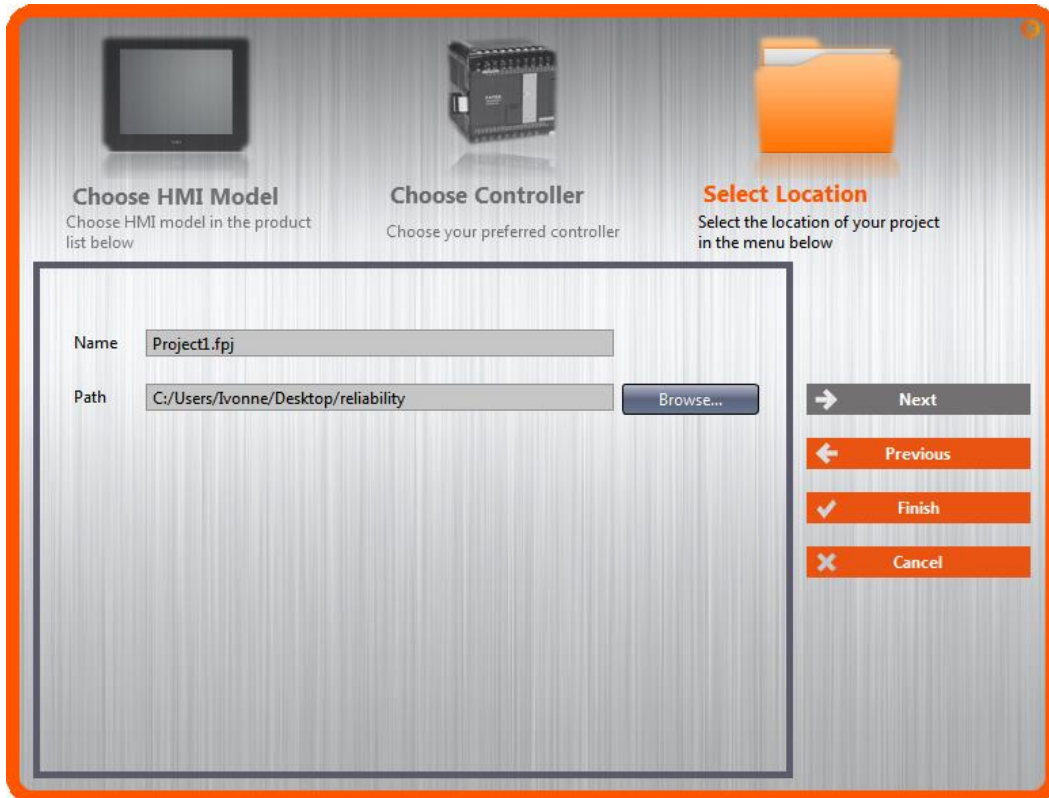 Choose HMI Model
Choose HMI model in the product
list below
Choose Controller
Choose your preferred controller
Select Location
Select the location of your project
in the menu below
Name
Project1.fpj
Path
C:/Users/Ivonne/Desktop/reliability
Browse...
Next
Previous
Finish
Cancel